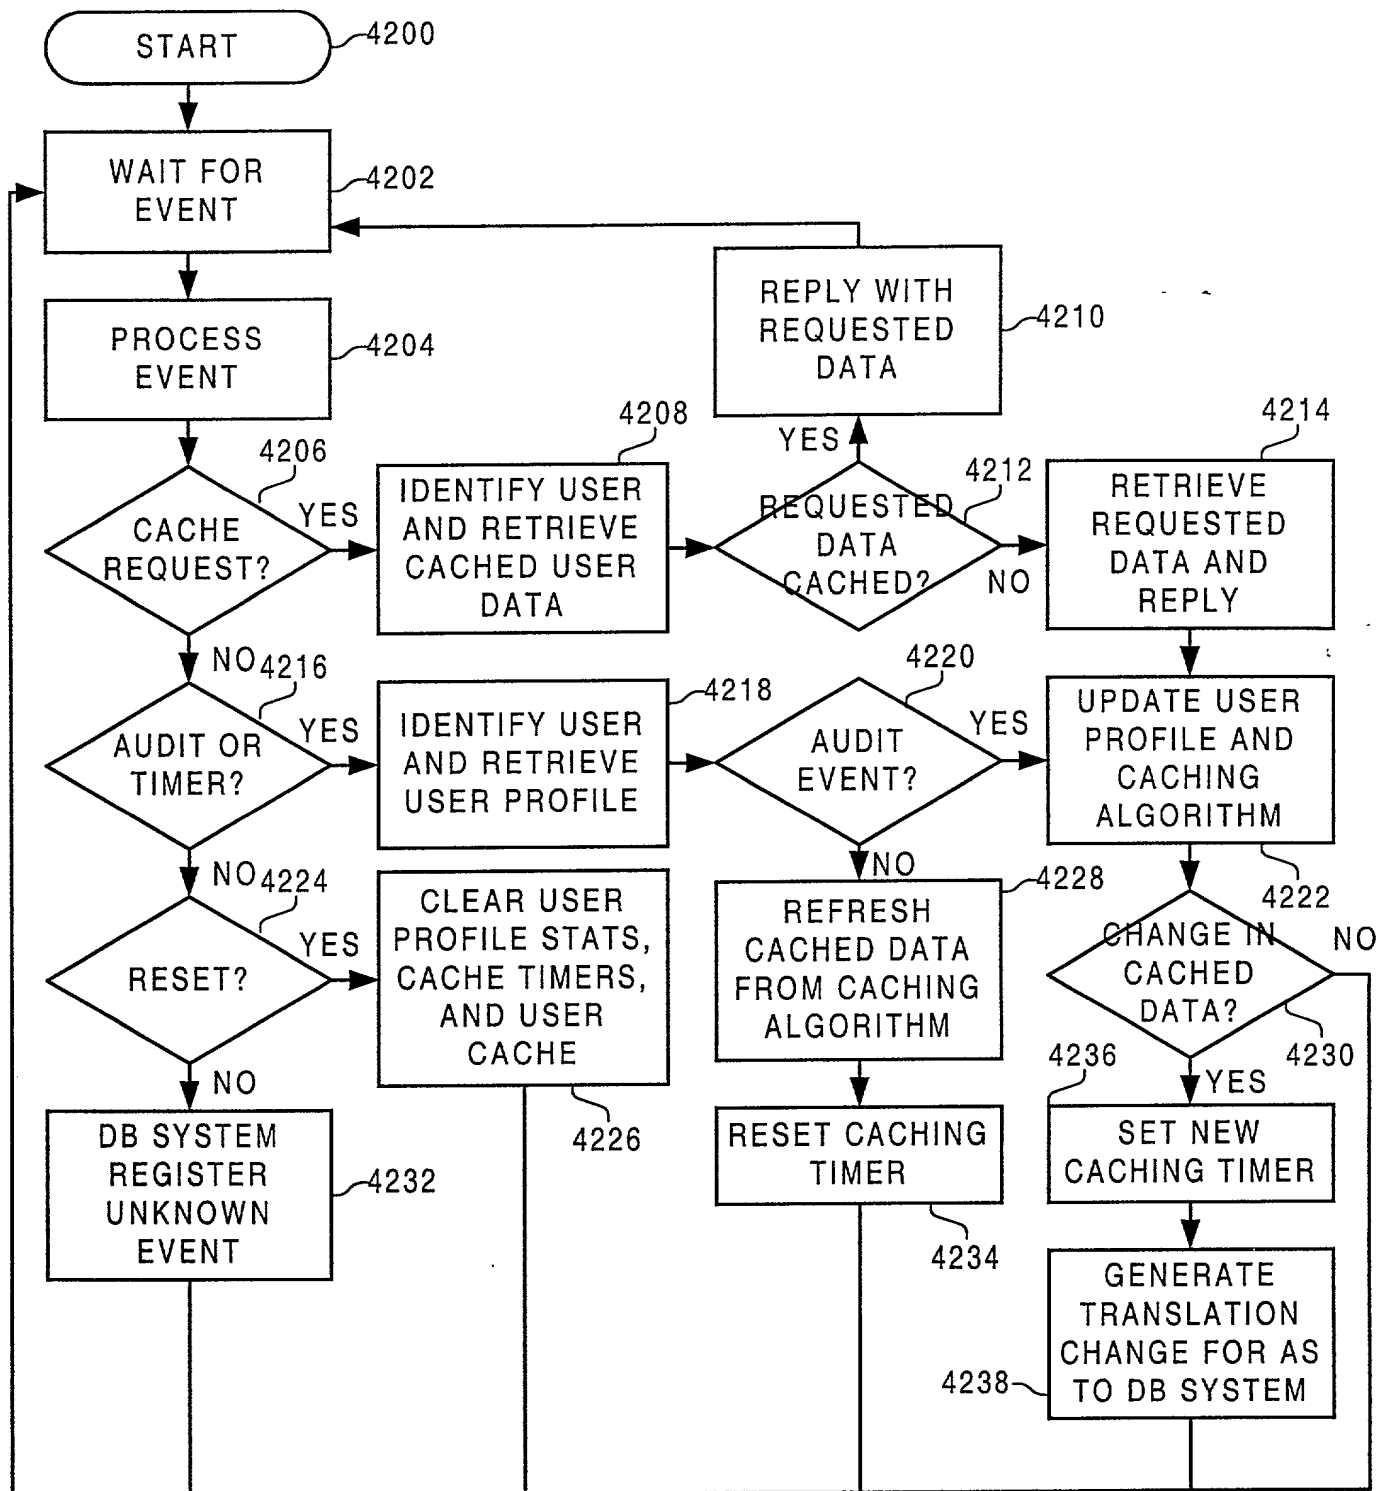 START
4200
WAIT FOR
EVENT
4202
PROCESS
EVENT
4204
REPLY WITH
REQUESTED
DATA
4210
CACHE
REQUEST?
4206
YES
NO
IDENTIFY USER
AND RETRIEVE
CACHED USER
DATA
4208
REQUESTED
DATA
CACHED?
4212
YES
NO
RETRIEVE
REQUESTED
DATA AND
REPLY
4214
AUDIT OR
TIMER?
4216
YES
NO
IDENTIFY USER
AND RETRIEVE
USER PROFILE
4218
AUDIT
EVENT?
4220
YES
NO
UPDATE USER
PROFILE AND
CACHING
ALGORITHM
4222
RESET?
4224
YES
NO
CLEAR USER
PROFILE STATS,
CACHE TIMERS,
AND USER
CACHE
4226
REFRESH
CACHED DATA
FROM CACHING
ALGORITHM
4228
CHANGE IN
CACHED
DATA?
4230
NO
YES
DB SYSTEM
REGISTER
UNKNOWN
EVENT
4232
RESET CACHING
TIMER
4234
SET NEW
CACHING TIMER
4236
GENERATE
TRANSLATION
CHANGE FOR AS
TO DB SYSTEM
4238